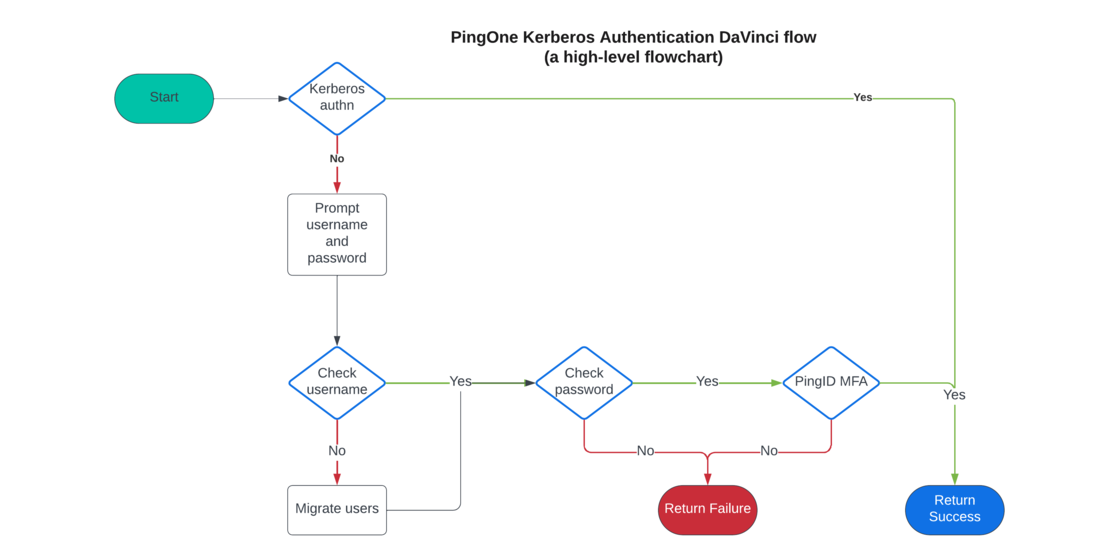 PingOne Kerberos Authentication DaVinci flow
(a high-level flowchart)
Start
Kerberos
authn
Yes
No
Prompt
username
and
password
Check
username
Yes
Check
password
Yes
PingID MFA
Yes
No
No
No
Migrate users
Return Failure
Return
Success